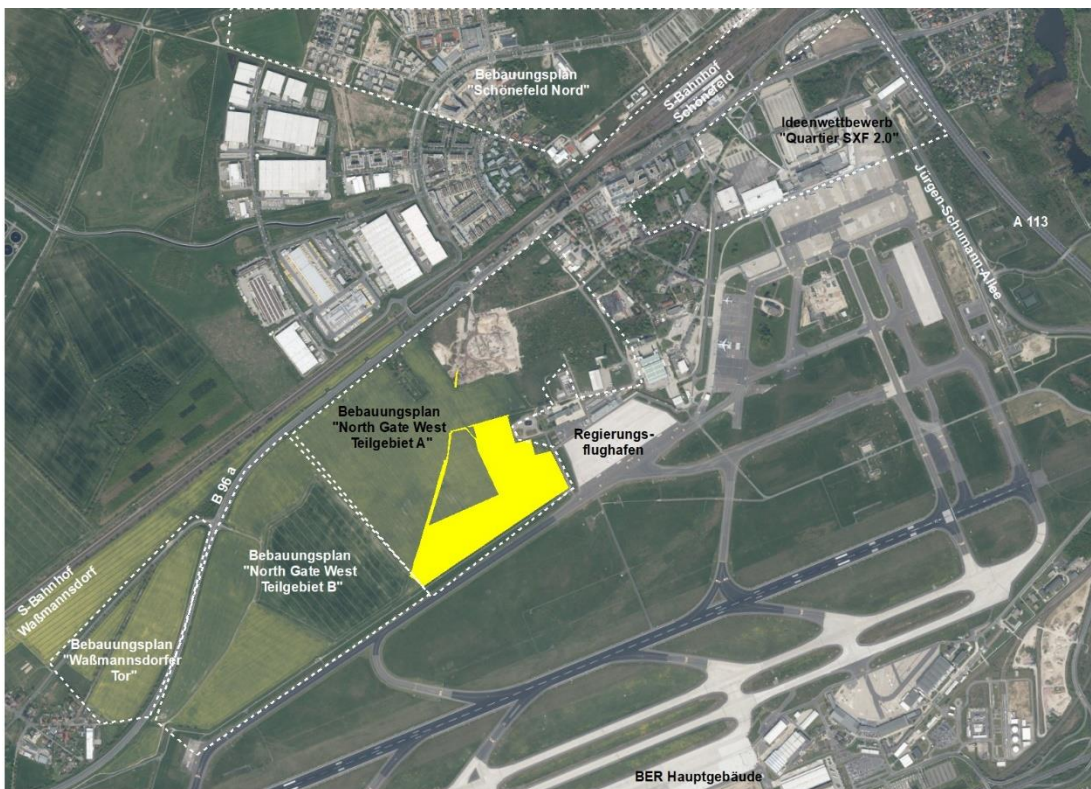 Bebauungsplan
"Schönefeld Nord"
S-Bahnhof
Schönefeld
Ideenwettbewerb
"Quartier SXF 2.0"
Jürgen-Schumann-Allee
A 113
Bebauungsplan
"North Gate West
Teilgebiet A"
Regierungs-
flughafen
B 96 a
Bebauungsplan
"North Gate West
Teilgebiet B"
S-Bahnhof
Waßmannsdorf
Bebauungsplan
"Waßmannsdorfer
Tor"
BER Hauptgebäude